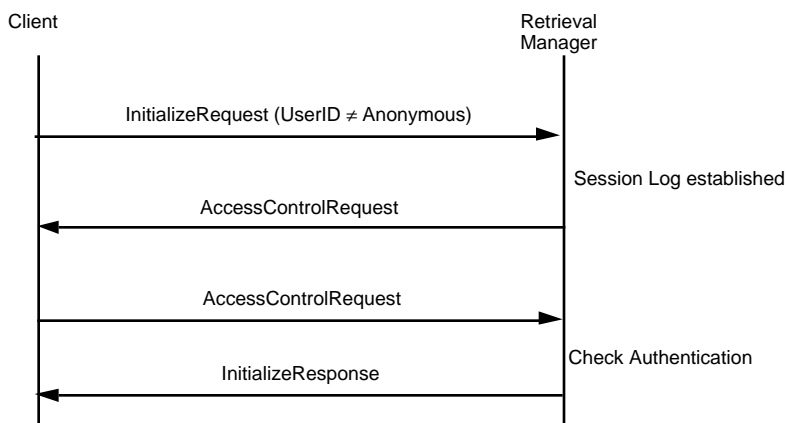 Client
Retrieval
Manager
InitializeRequest (UserID ≠ Anonymous)
Session Log established
AccessControlRequest
AccessControlRequest
Check Authentication
InitializeResponse